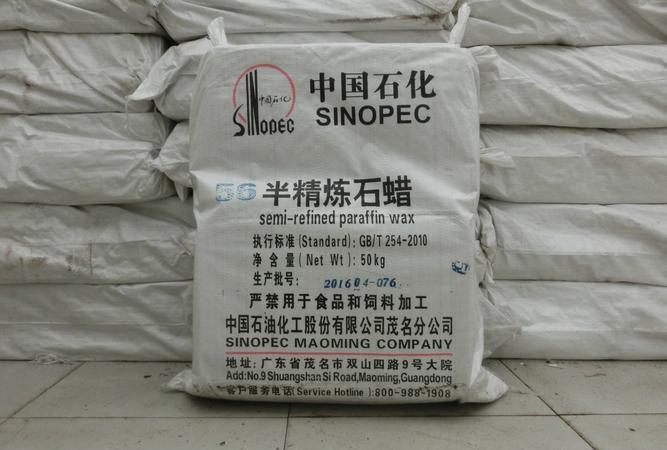 中国石化
SINOPEC
中国石化
SINOPEC
56 半精炼石蜡
semi-refined paraffin wax
执行标准(Standard): GB/T 254-2010
净 含 量( Net Wt): 50kg
生产批号: 201604-076
严禁用于食品和饲料加工
中国石油化工股份有限公司茂名分公司
SINOPEC MAOMING COMPANY
地址: 广东省茂名市双山四路9号大院
Add:No.9 Shuangshan Si Road,Maoming,Guangdong
客户服务电话(Service Hotline):800-988-1908